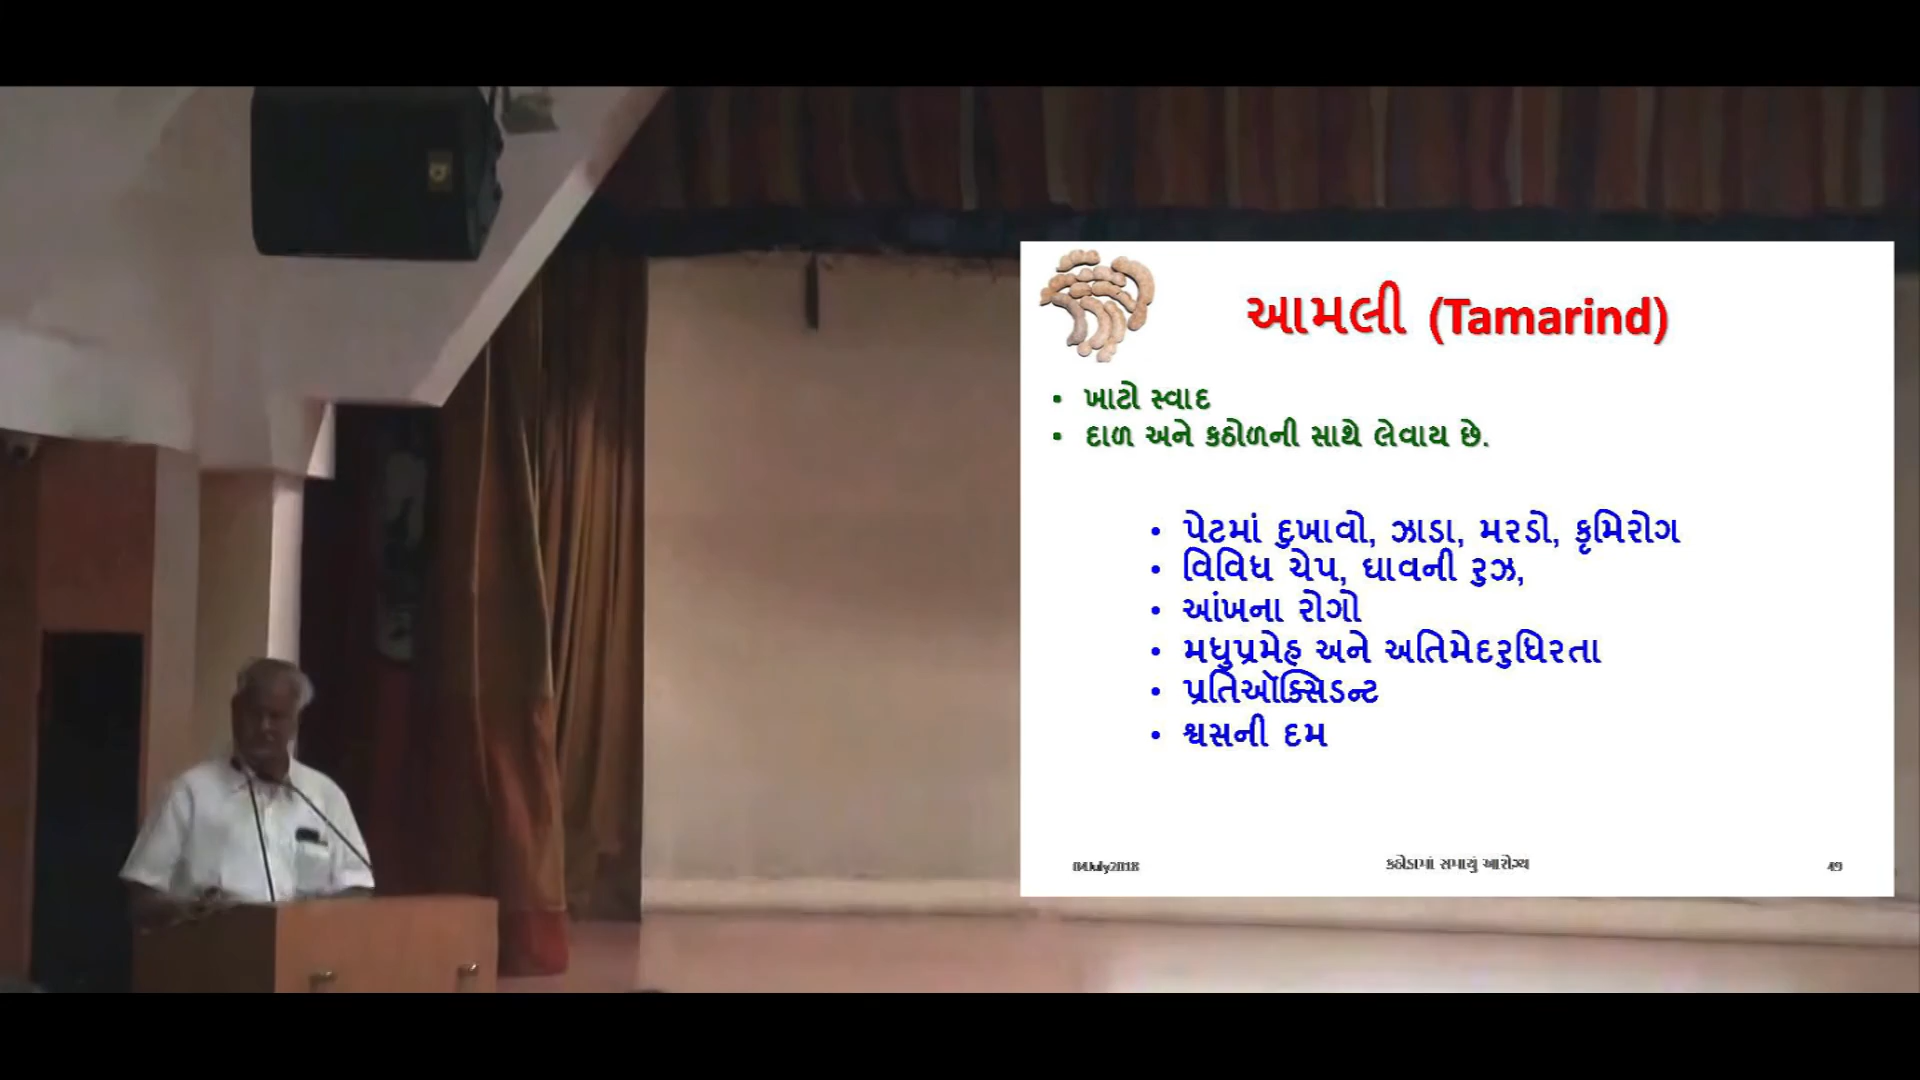 આમલી (Tamarind)
• ખાટો સ્વાદ
• દાળ અને કઠોળની સાથે લેવાય છે.
• પેટમાં દુખાવો, ઝાડા, મરડો, કૃમિરોગ
• વિવિધ ચેપ, ઘાવની રુઝ,
• આંખના રોગો
• મધુપ્રમેહ અને અતિમેદરુધિરતા
• પ્રતિઑક્સિડન્ટ
• શ્વસની દમ
04July2018
કઠોડામાં સમાયું આરોગ્ય
49